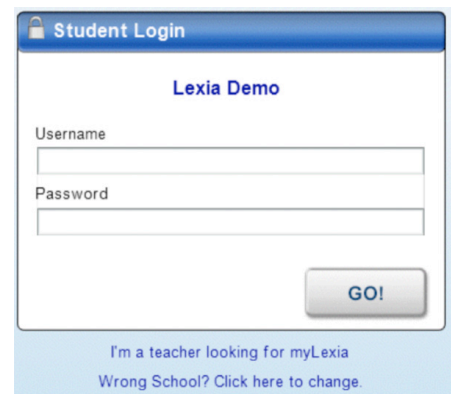 Student Login
Lexia Demo
Username
Password
GO!
I'm a teacher looking for myLexia
Wrong School? Click here to change.